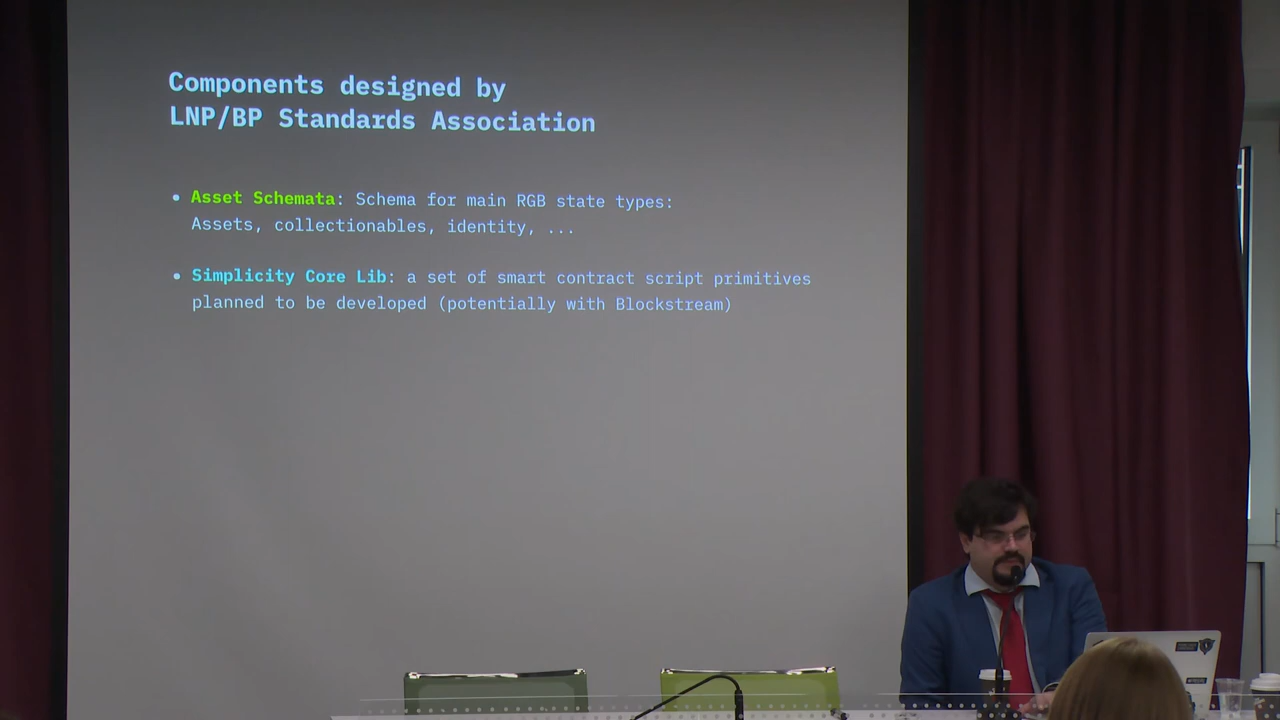 Components designed by
LNP/BP Standards Association
• Asset Schemata: Schema for main RGB state types:
Assets, collectionables, identity, ...
• Simplicity Core Lib: a set of smart contract script primitives
planned to be developed (potentially with Blockstream)